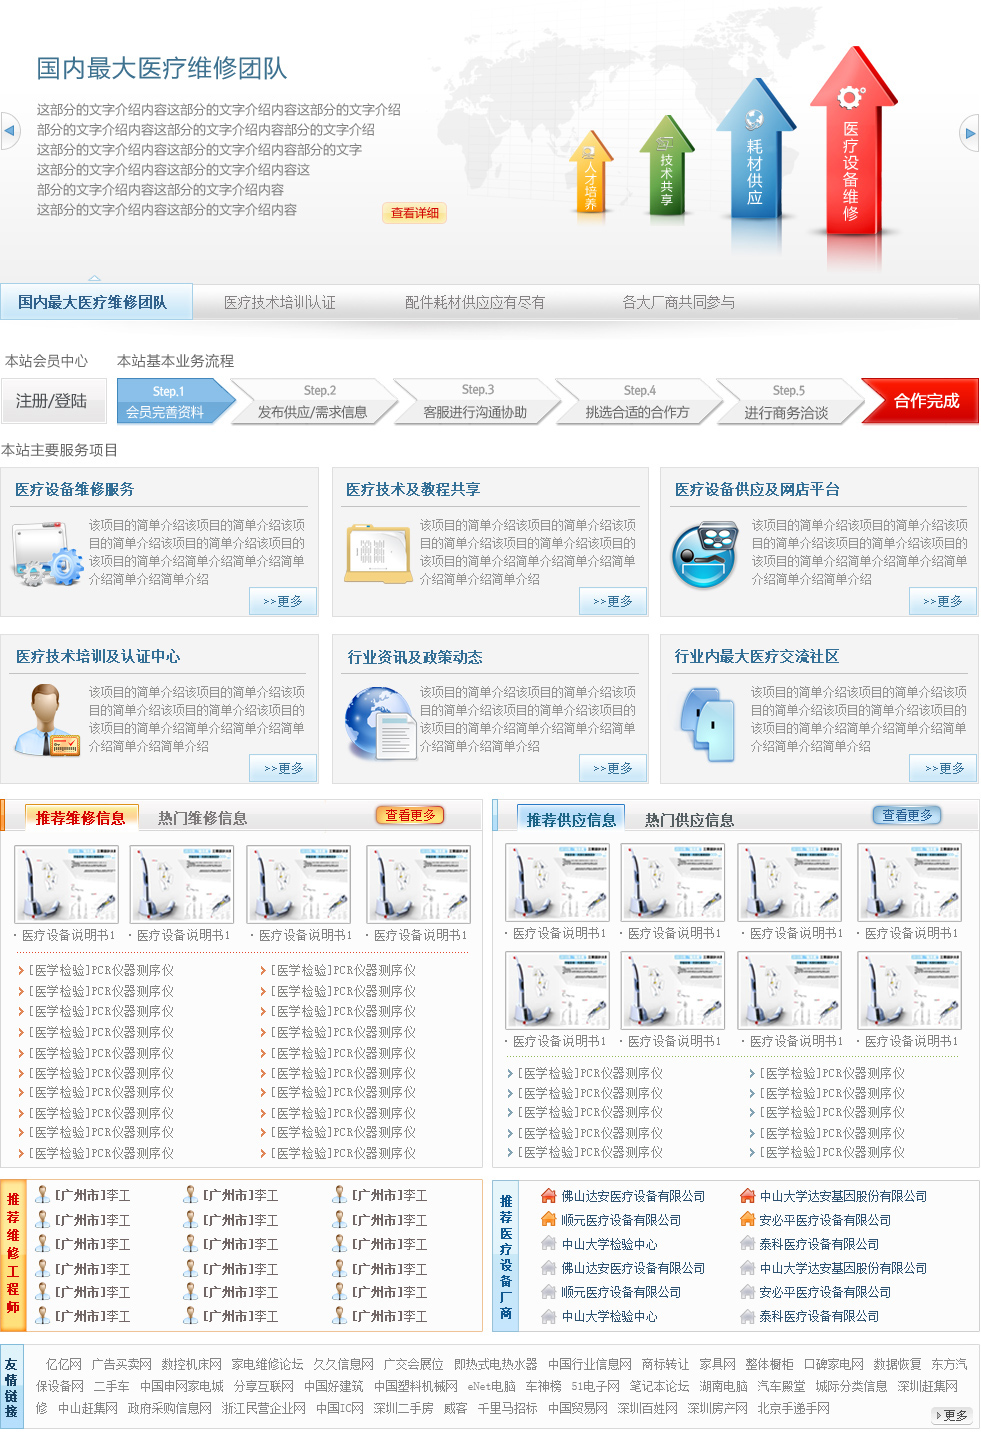 国内最大医疗维修团队
这部分的文字介绍内容这部分的文字介绍内容这部分的文字介绍
部分的文字介绍内容这部分的文字介绍内容部分的文字介绍
这部分的文字介绍内容这部分的文字介绍内容部分的文字
这部分的文字介绍内容这部分的文字介绍内容这
部分的文字介绍内容这部分的文字介绍内容
这部分的文字介绍内容这部分的文字介绍内容
查看详细
人才培养
技术共享
耗材供应
医疗设备维修
国内最大医疗维修团队 医疗技术培训认证 配件耗材供应应有尽有 各大厂商共同参与
本站会员中心 本站基本业务流程
注册/登陆
Step.1 Step.2 Step.3 Step.4 Step.5
会员完善资料 发布供应/需求信息 客服进行沟通协助 挑选合适的合作方 进行商务洽谈 合作完成
本站主要服务项目
医疗设备维修服务
该项目的简单介绍该项目的简单介绍该项
目的简单介绍该项目的简单介绍该项目的
该项目的简单介绍简单介绍简单介绍简单
介绍简单介绍简单介绍
>>更多
医疗技术及教程共享
该项目的简单介绍该项目的简单介绍该项
目的简单介绍该项目的简单介绍该项目的
该项目的简单介绍简单介绍简单介绍简单
介绍简单介绍简单介绍
>>更多
医疗设备供应及网店平台
该项目的简单介绍该项目的简单介绍该项
目的简单介绍该项目的简单介绍该项目的
该项目的简单介绍简单介绍简单介绍简单
介绍简单介绍简单介绍
>>更多
医疗技术培训及认证中心
该项目的简单介绍该项目的简单介绍该项
目的简单介绍该项目的简单介绍该项目的
该项目的简单介绍简单介绍简单介绍简单
介绍简单介绍简单介绍
>>更多
行业资讯及政策动态
该项目的简单介绍该项目的简单介绍该项
目的简单介绍该项目的简单介绍该项目的
该项目的简单介绍简单介绍简单介绍简单
介绍简单介绍简单介绍
>>更多
行业内最大医疗交流社区
该项目的简单介绍该项目的简单介绍该项
目的简单介绍该项目的简单介绍该项目的
该项目的简单介绍简单介绍简单介绍简单
介绍简单介绍简单介绍
>>更多
推荐维修信息 热门维修信息 查看更多
· 医疗设备说明书1 · 医疗设备说明书1 · 医疗设备说明书1 · 医疗设备说明书1
[医学检验]PCR仪器测序仪 [医学检验]PCR仪器测序仪
[医学检验]PCR仪器测序仪 [医学检验]PCR仪器测序仪
[医学检验]PCR仪器测序仪 [医学检验]PCR仪器测序仪
[医学检验]PCR仪器测序仪 [医学检验]PCR仪器测序仪
[医学检验]PCR仪器测序仪 [医学检验]PCR仪器测序仪
[医学检验]PCR仪器测序仪 [医学检验]PCR仪器测序仪
[医学检验]PCR仪器测序仪 [医学检验]PCR仪器测序仪
[医学检验]PCR仪器测序仪 [医学检验]PCR仪器测序仪
[医学检验]PCR仪器测序仪 [医学检验]PCR仪器测序仪
[医学检验]PCR仪器测序仪 [医学检验]PCR仪器测序仪
推荐供应信息 热门供应信息 查看更多
· 医疗设备说明书1 · 医疗设备说明书1 · 医疗设备说明书1 · 医疗设备说明书1
· 医疗设备说明书1 · 医疗设备说明书1 · 医疗设备说明书1 · 医疗设备说明书1
[医学检验]PCR仪器测序仪 [医学检验]PCR仪器测序仪
[医学检验]PCR仪器测序仪 [医学检验]PCR仪器测序仪
[医学检验]PCR仪器测序仪 [医学检验]PCR仪器测序仪
[医学检验]PCR仪器测序仪 [医学检验]PCR仪器测序仪
[医学检验]PCR仪器测序仪 [医学检验]PCR仪器测序仪
推荐维修工程师
[广州市]李工 [广州市]李工 [广州市]李工
[广州市]李工 [广州市]李工 [广州市]李工
[广州市]李工 [广州市]李工 [广州市]李工
[广州市]李工 [广州市]李工 [广州市]李工
[广州市]李工 [广州市]李工 [广州市]李工
[广州市]李工 [广州市]李工 [广州市]李工
推荐医疗设备厂商
佛山达安医疗设备有限公司 中山大学达安基因股份有限公司
顺元医疗设备有限公司 安必平医疗设备有限公司
中山大学检验中心 泰科医疗设备有限公司
佛山达安医疗设备有限公司 中山大学达安基因股份有限公司
顺元医疗设备有限公司 安必平医疗设备有限公司
中山大学检验中心 泰科医疗设备有限公司
友情链接
亿亿网 广告买卖网 数控机床网 家电维修论坛 久久信息网 广交会展位 即热式电热水器 中国行业信息网 商标转让 家具网 整体橱柜 口碑家电网 数据恢复 东方汽
保设备网 二手车 中国申网家电城 分享互联网 中国好建筑 中国塑料机械网 eNet电脑 车神榜 51电子网 笔记本论坛 湖南电脑 汽车殿堂 城际分类信息 深圳赶集网
修 中山赶集网 政府采购信息网 浙江民营企业网 中国IC网 深圳二手房 威客 千里马招标 中国贸易网 深圳百姓网 深圳房产网 北京手递手网
更多